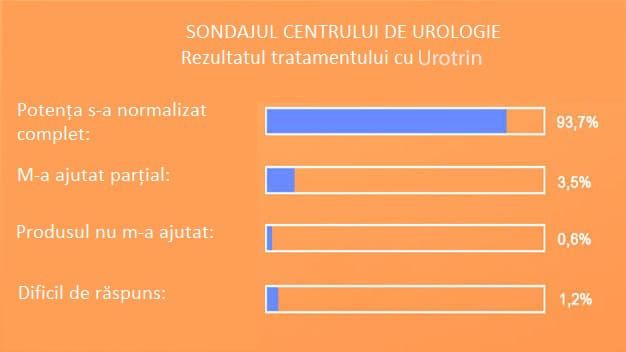 SONDAJUL CENTRULUI DE UROLOGIE
Rezultatul tratamentului cu Urotrin
Potența s-a normalizat
complet:
93,7%
M-a ajutat parțial:
3,5%
Produsul nu m-a ajutat:
0,6%
Dificil de răspuns:
1,2%